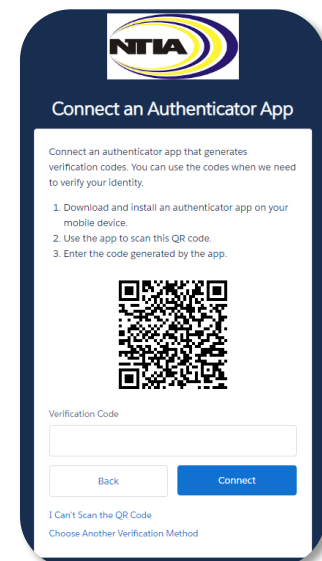 NTIA
Connect an Authenticator App
Connect an authenticator app that generates
verification codes. You can use the codes when we need
to verify your identity.
1. Download and install an authenticator app on your
mobile device.
2. Use the app to scan this QR code.
3. Enter the code generated by the app.
Verification Code
Back
Connect
I Can't Scan the QR Code
Choose Another Verification Method